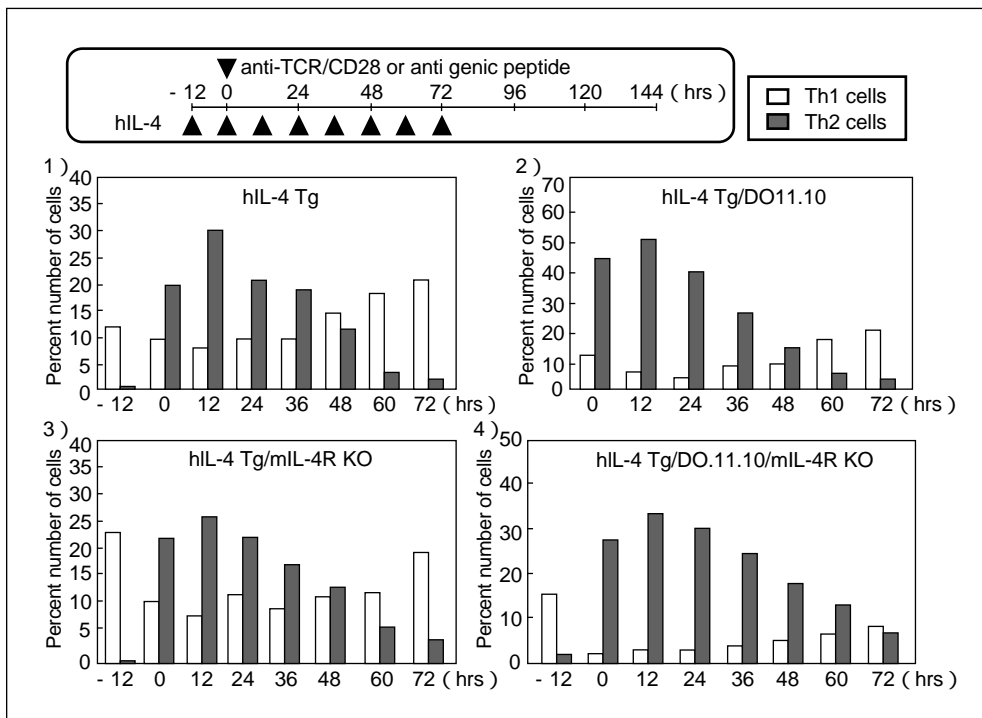 anti-TCR/CD28 or anti genic peptide
- 12 0 24 48 72 96 120 144 ( hrs )
hIL-4
Th1 cells
Th2 cells
1 )
hIL-4 Tg
Percent number of cells
40
35
30
25
20
15
10
5
0
- 12 0 12 24 36 48 60 72 ( hrs )
2 )
hIL-4 Tg/DO11.10
Percent number of cells
70
60
50
40
30
20
10
0
0 12 24 36 48 60 72 ( hrs )
3 )
hIL-4 Tg/mIL-4R KO
Percent number of cells
40
35
30
25
20
15
10
5
0
- 12 0 12 24 36 48 60 72 ( hrs )
4 )
hIL-4 Tg/DO.11.10/mIL-4R KO
Percent number of cells
50
40
30
20
10
0
- 12 0 12 24 36 48 60 72 ( hrs )